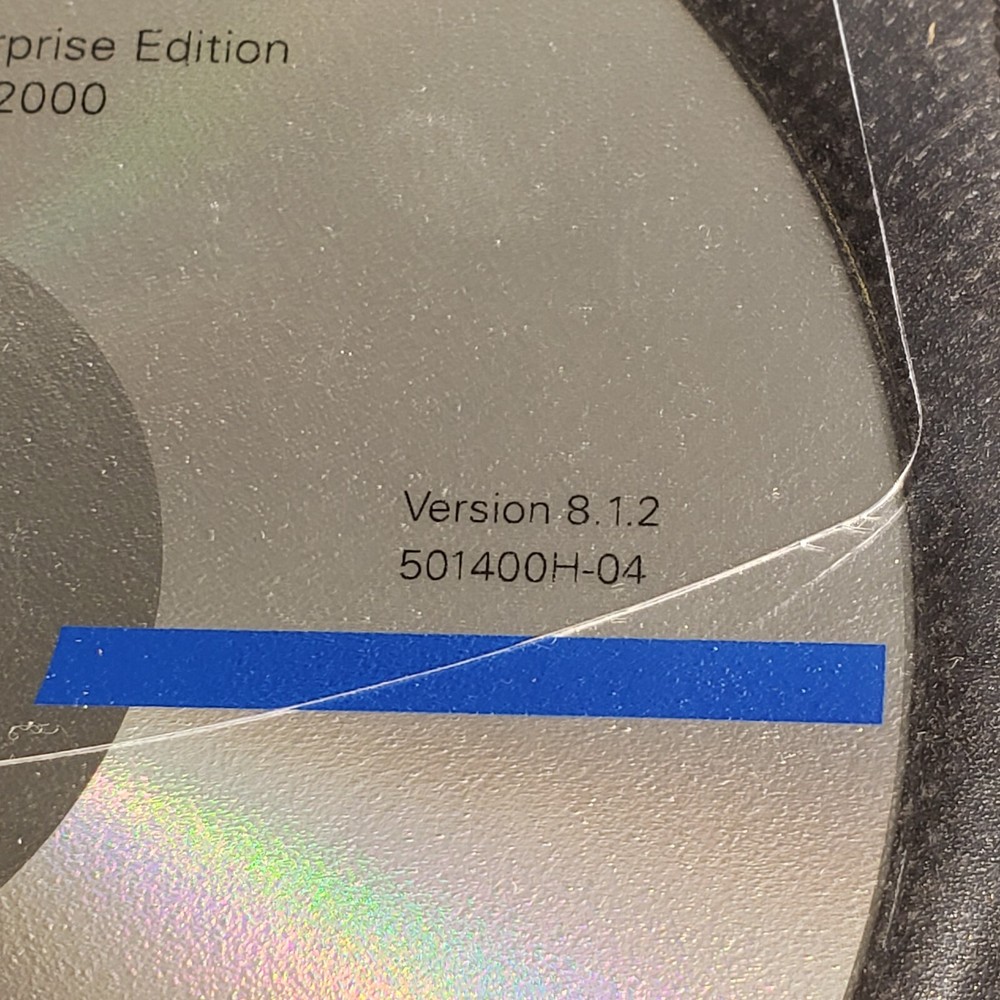 rprise Edition
2000
Version 8.1.2
501400H-04